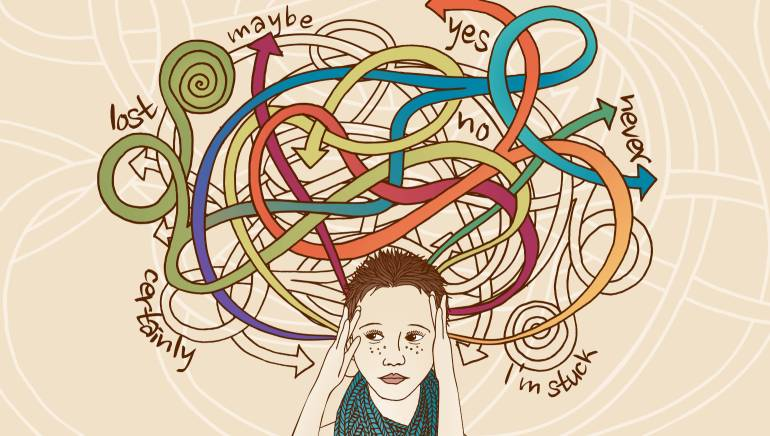 maybe
yes
lost
no
never
certainly
I'm stuck